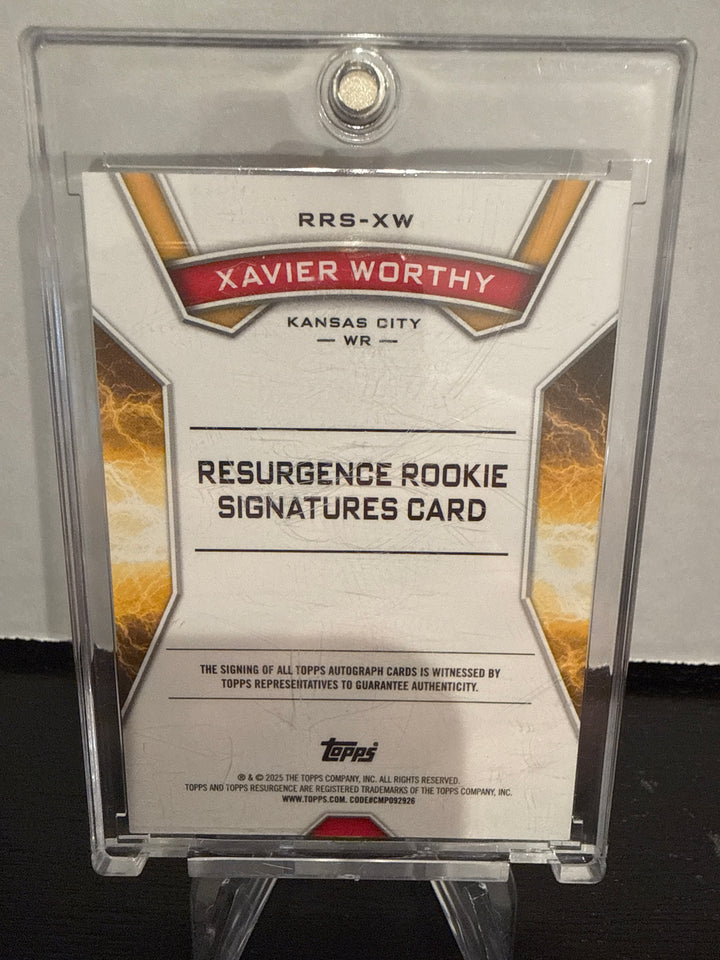 RRS-XW
XAVIER WORTHY
KANSAS CITY
— WR —
RESURGENCE ROOKIE
SIGNATURES CARD
THE SIGNING OF ALL TOPPS AUTOGRAPH CARDS IS WITNESSED BY
TOPPS REPRESENTATIVES TO GUARANTEE AUTHENTICITY.
Topps®
® & © 2025 THE TOPPS COMPANY, INC. ALL RIGHTS RESERVED.
TOPPS AND TOPPS RESURGENCE ARE REGISTERED TRADEMARKS OF THE TOPPS COMPANY, INC.
WWW.TOPPS.COM. CODE#CMP092926